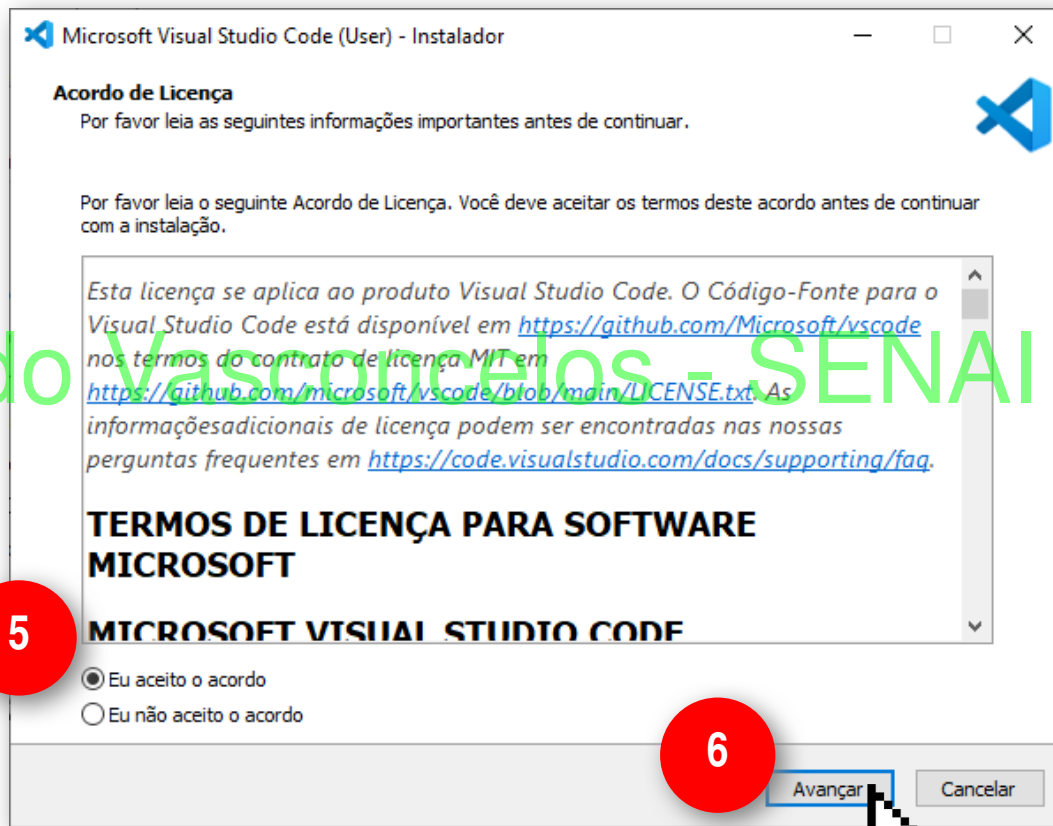 Microsoft Visual Studio Code (User) - Instalador
Acordo de Licença
Por favor leia as seguintes informações importantes antes de continuar.
Por favor leia o seguinte Acordo de Licença. Você deve aceitar os termos deste acordo antes de continuar
com a instalação.
Esta licença se aplica ao produto Visual Studio Code. O Código-Fonte para o
Visual Studio Code está disponível em https://github.com/Microsoft/vscode
nos termos do contrato de licença MIT em
https://github.com/microsoft/vscode/blob/main/LICENSE.txt. As
informaçõesadicionais de licença podem ser encontradas nas nossas
perguntas frequentes em https://code.visualstudio.com/docs/supporting/faq.
do Vasconcelos - SENAI
TERMOS DE LICENÇA PARA SOFTWARE
MICROSOFT
MICROSOFT VISUAL STUDIO CODE
5
Eu aceito o acordo
Eu não aceito o acordo
6
Avançar
Cancelar